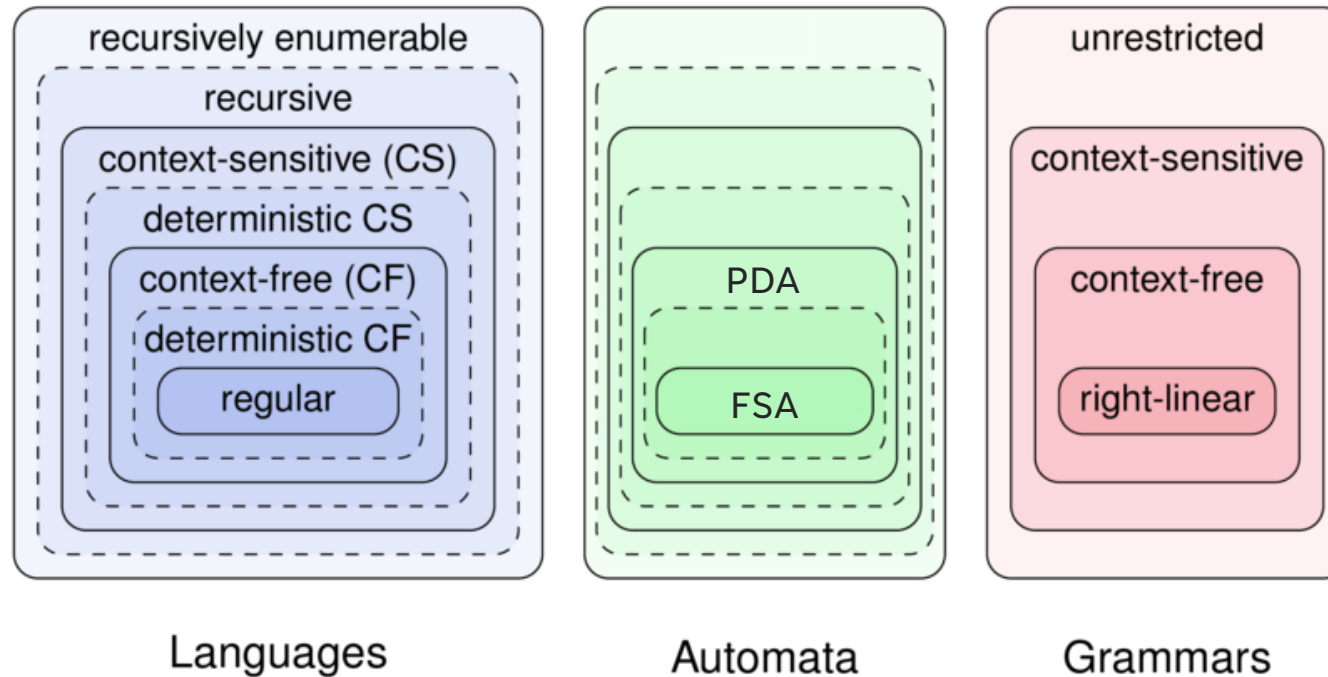 recursively enumerable
recursive
context-sensitive (CS)
deterministic CS
context-free (CF)
deterministic CF
regular
Languages
PDA
FSA
Automata
unrestricted
context-sensitive
context-free
right-linear
Grammars